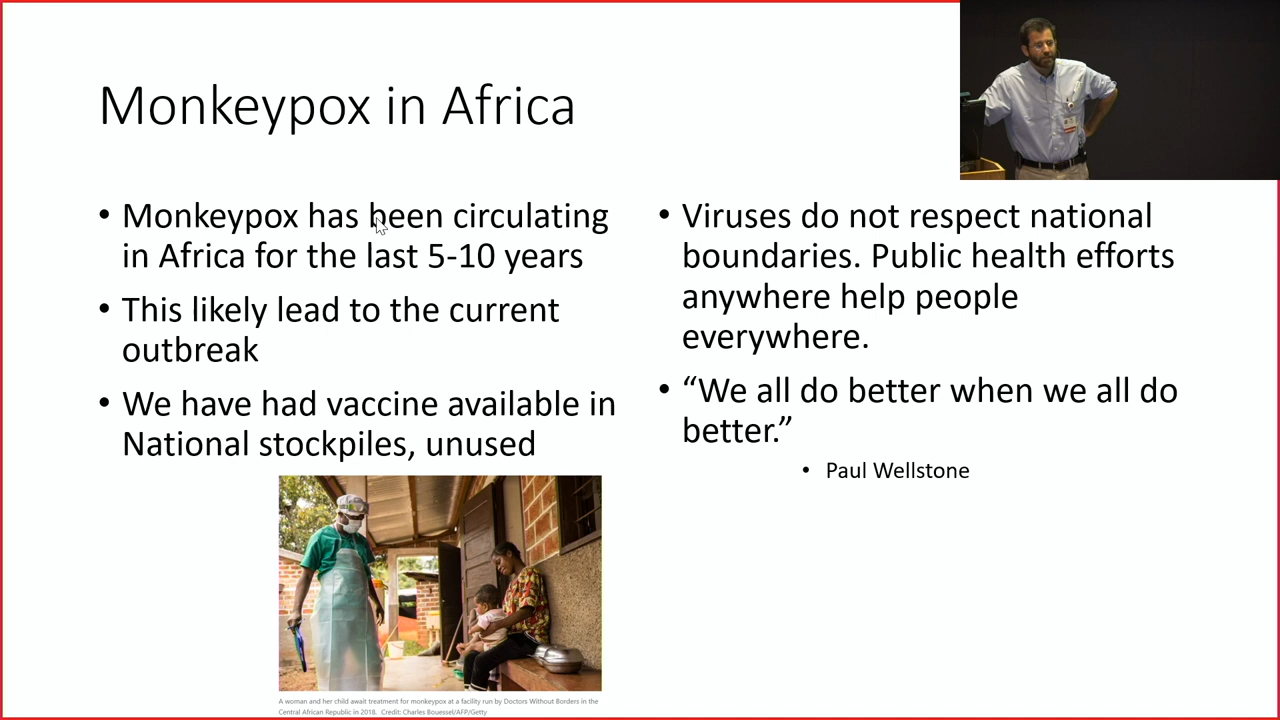 Monkeypox in Africa
• Monkeypox has been circulating
in Africa for the last 5-10 years
• This likely lead to the current
outbreak
• We have had vaccine available in
National stockpiles, unused
A woman and her child await treatment for monkeypox at a facility run by Doctors Without Borders in the
Central African Republic in 2018. Credit: Charles Bouessel/AFP/Getty
• Viruses do not respect national
boundaries. Public health efforts
anywhere help people
everywhere.
• “We all do better when we all do
better.”
• Paul Wellstone